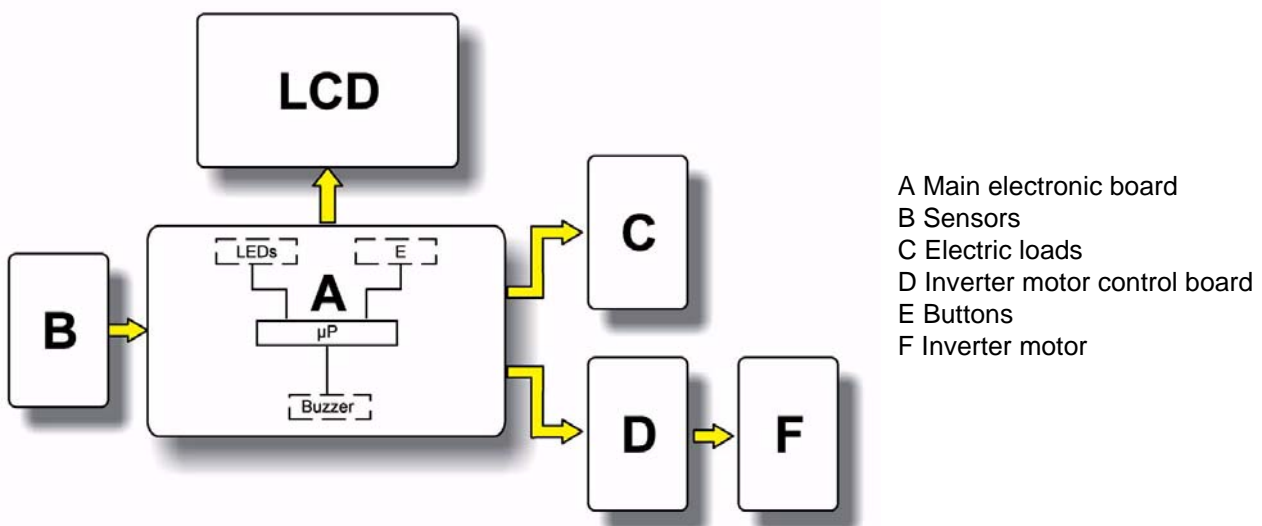 LCD
LEDs
E
A
µP
Buzzer
B
C
D
F
A Main electronic board
B Sensors
C Electric loads
D Inverter motor control board
E Buttons
F Inverter motor